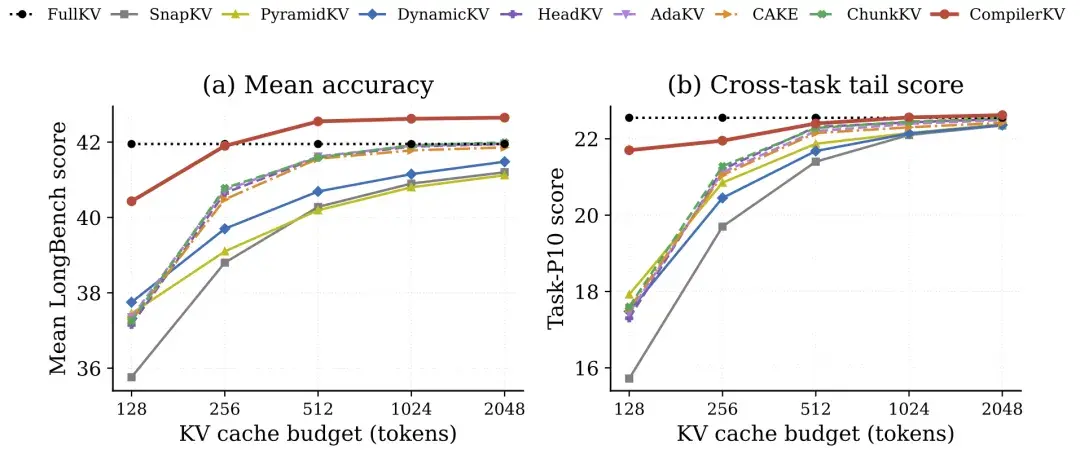 FullKV SnapKV PyramidKV DynamicKV HeadKV AdaKV CAKE ChunkKV CompilerKV
(a) Mean accuracy
Mean LongBench score
42
40
38
36
128 256 512 1024 2048
KV cache budget (tokens)
(b) Cross-task tail score
Task-P10 score
22
20
18
16
128 256 512 1024 2048
KV cache budget (tokens)